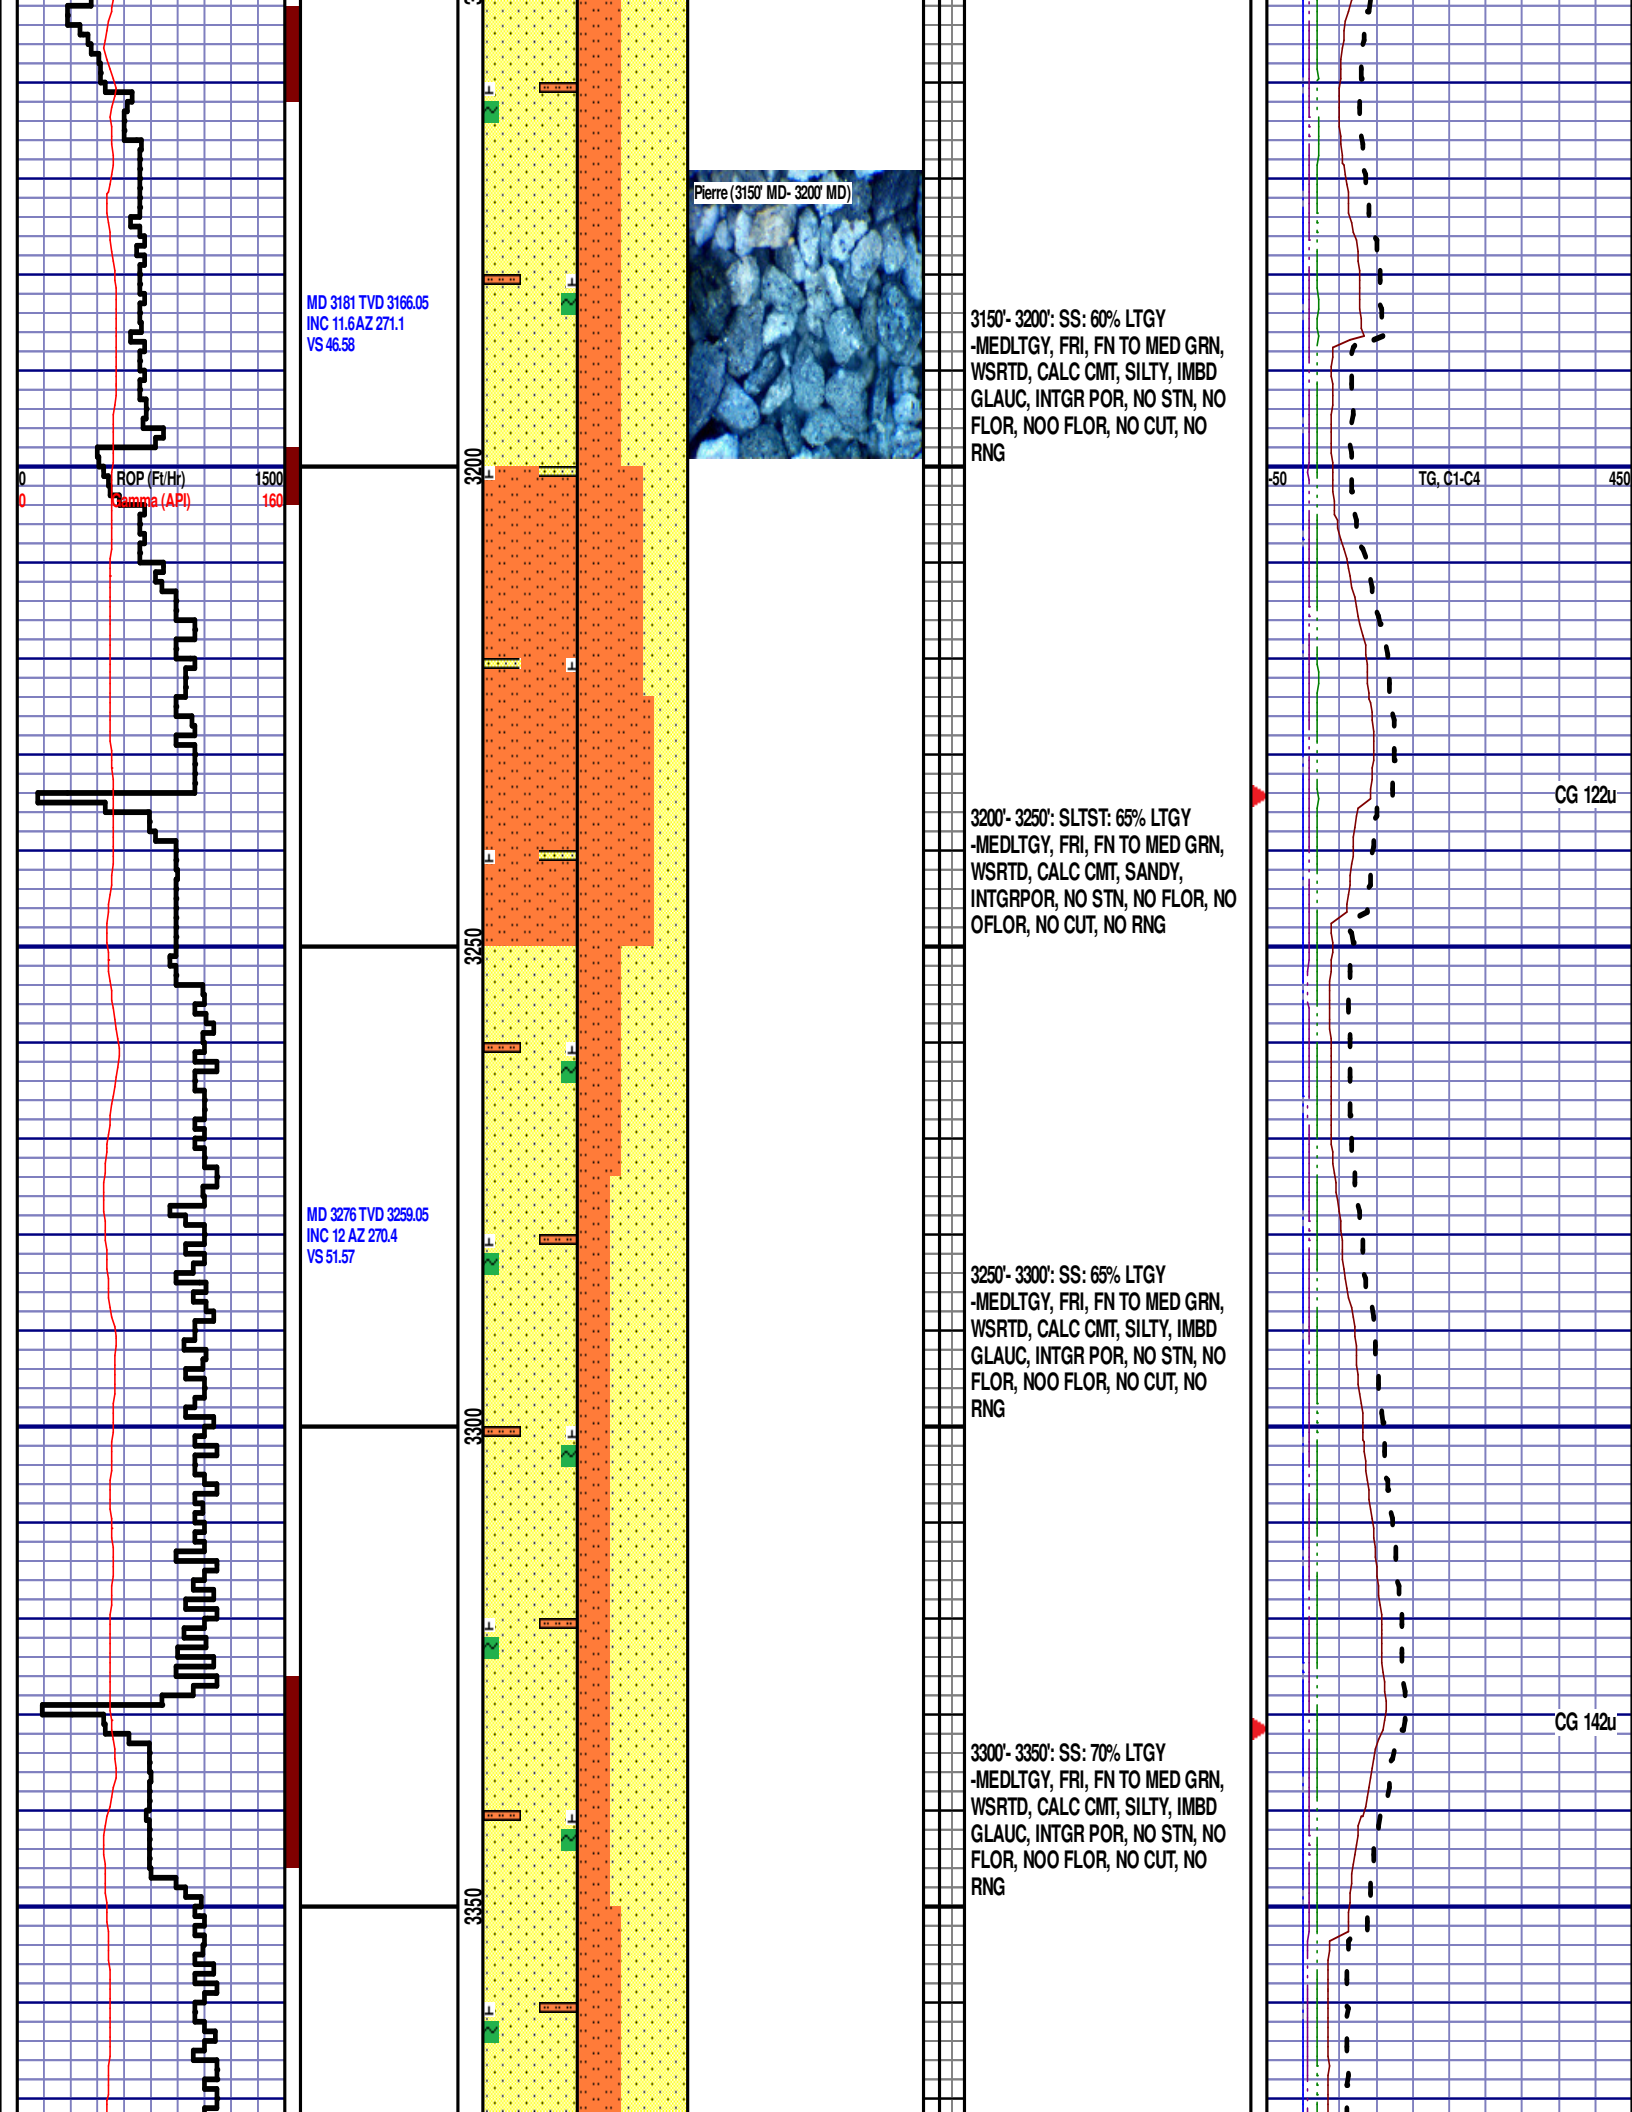 Pierre (3150' MD- 3200' MD)
MD 3181 TVD 3166.05
INC 11.6 AZ 271.1
VS 46.58
3150'- 3200': SS: 60% LTGY
-MEDLTGY, FRI, FN TO MED GRN,
WSRTD, CALC CMT, SILTY, IMBD
GLAUC, INTGR POR, NO STN, NO
FLOR, NOO FLOR, NO CUT, NO
RNG
3200
0 ROP (Ft/Hr) 1500
0 Gamma (API) 160
-50 TG, C1-C4 450
CG 122u
3200'- 3250': SLTST: 65% LTGY
-MEDLTGY, FRI, FN TO MED GRN,
WSRTD, CALC CMT, SANDY,
INTGRPOR, NO STN, NO FLOR, NO
OFLOR, NO CUT, NO RNG
3250
MD 3276 TVD 3259.05
INC 12 AZ 270.4
VS 51.57
3250'- 3300': SS: 65% LTGY
-MEDLTGY, FRI, FN TO MED GRN,
WSRTD, CALC CMT, SILTY, IMBD
GLAUC, INTGR POR, NO STN, NO
FLOR, NOO FLOR, NO CUT, NO
RNG
3300
CG 142u
3300'- 3350': SS: 70% LTGY
-MEDLTGY, FRI, FN TO MED GRN,
WSRTD, CALC CMT, SILTY, IMBD
GLAUC, INTGR POR, NO STN, NO
FLOR, NOO FLOR, NO CUT, NO
RNG
3350